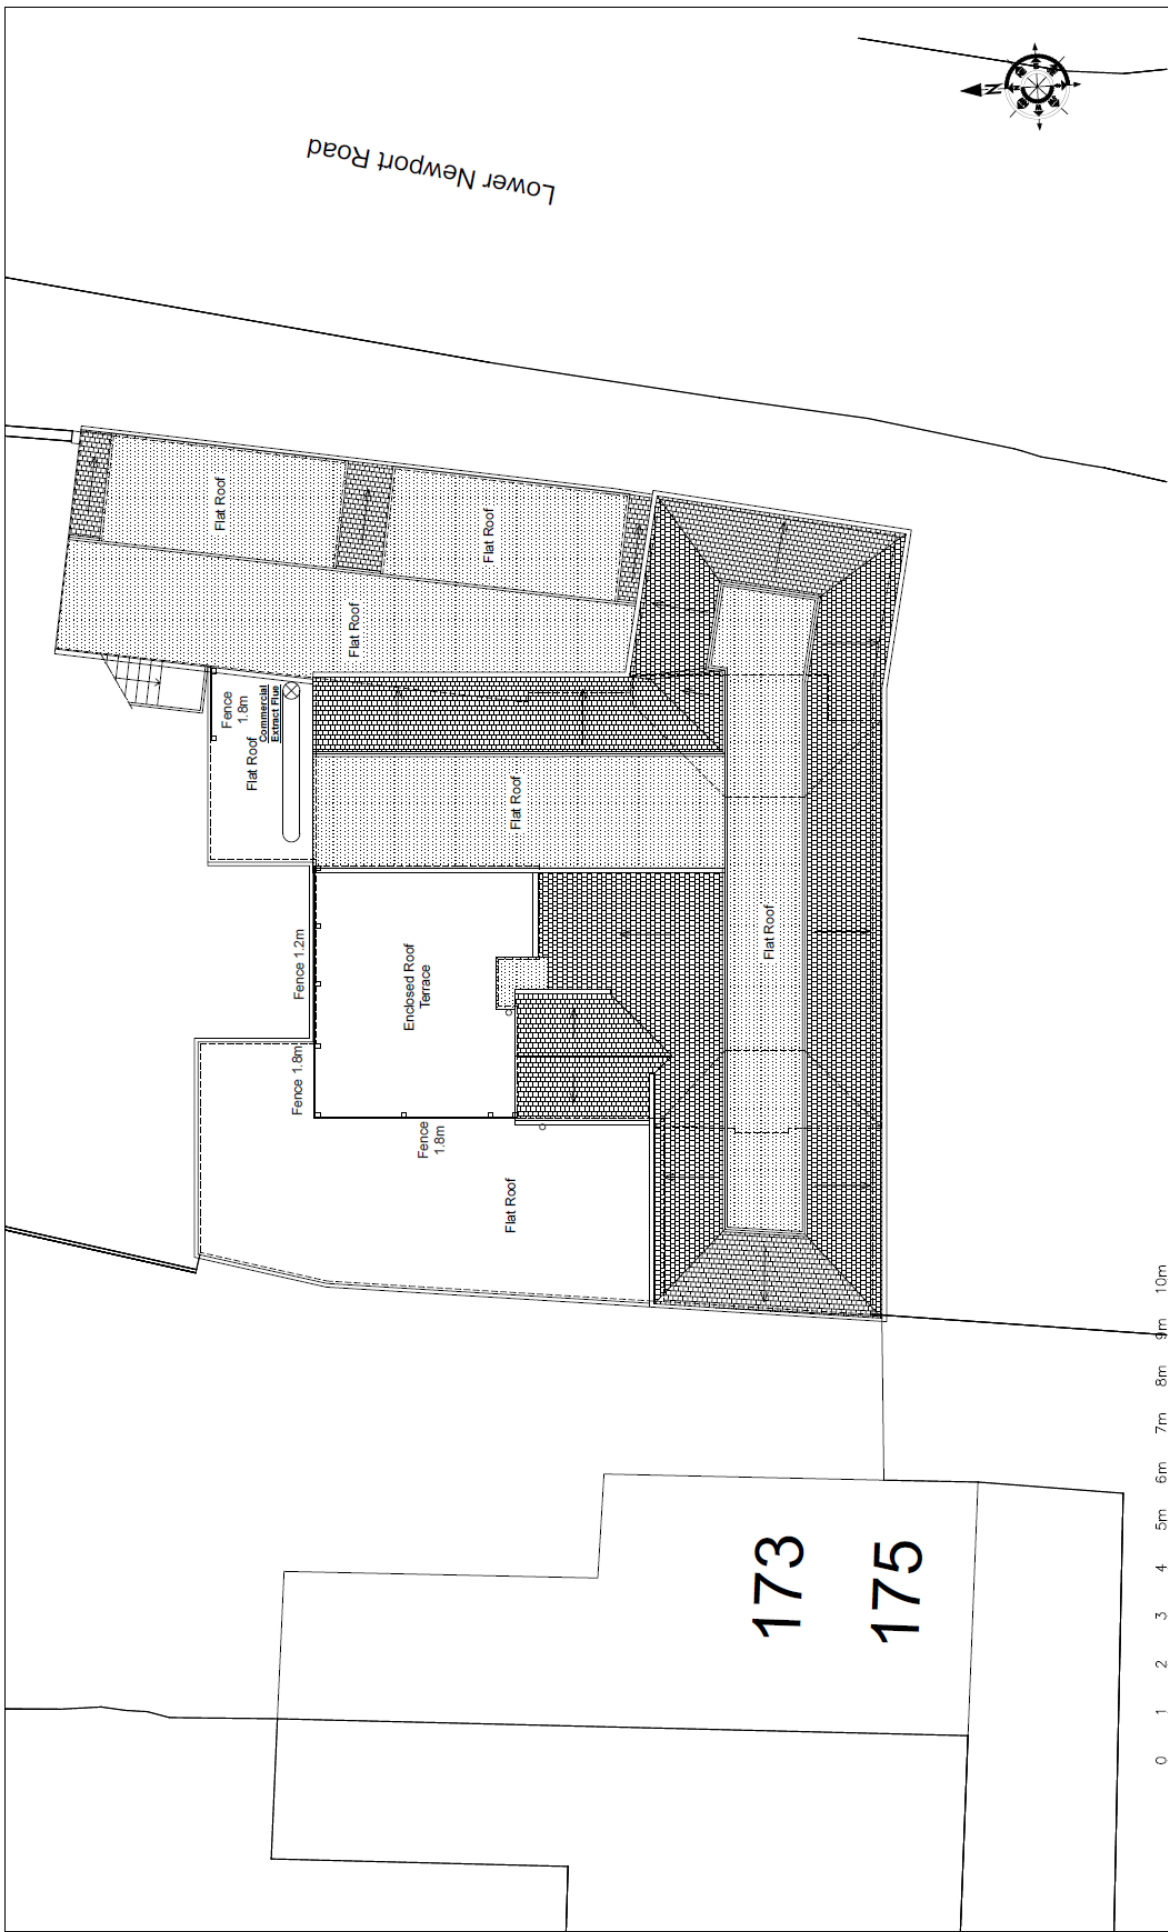 Lower Newport Road
N
Flat Roof
Flat Roof
Flat Roof
Fence
1.8m
Commercial
Extract Flue
Flat Roof
Flat Roof
Fence 1.2m
Enclosed Roof
Terrace
Flat Roof
Fence 1.8m
Fence
1.8m
Flat Roof
173
175
0
1
2
3
4
5m
6m
7m
8m
9m
10m